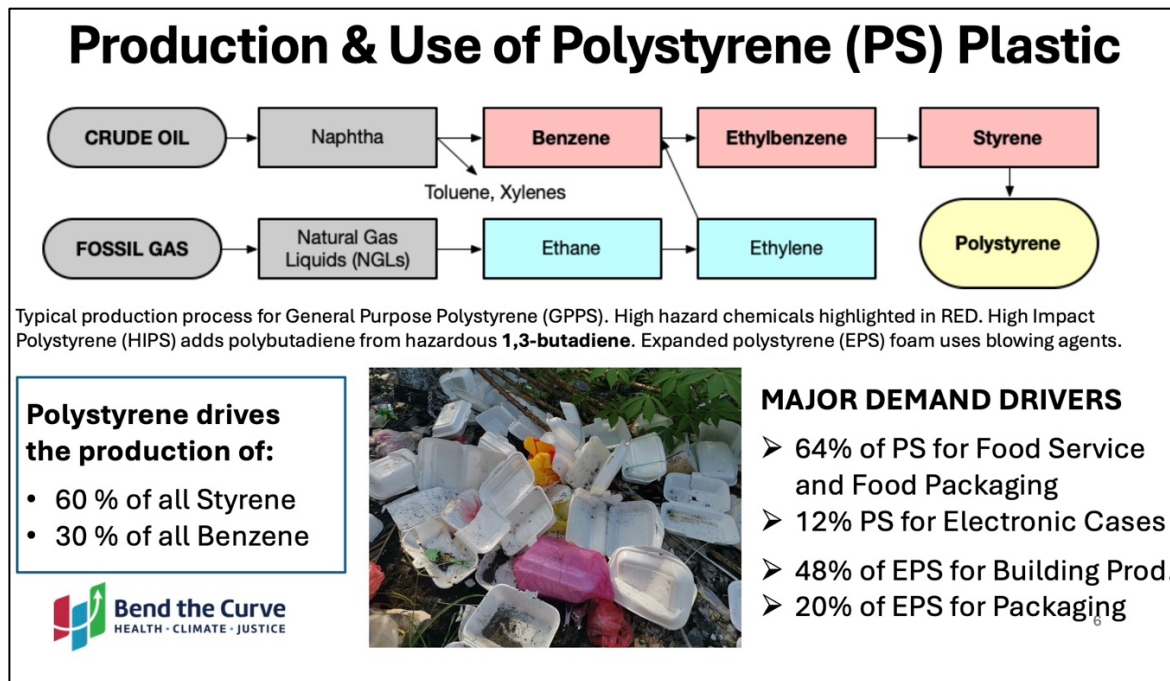 Production & Use of Polystyrene (PS) Plastic
CRUDE OIL
Naphtha
Benzene
Ethylbenzene
Styrene
Toluene, Xylenes
FOSSIL GAS
Natural Gas
Liquids (NGLs)
Ethane
Ethylene
Polystyrene
Typical production process for General Purpose Polystyrene (GPPS). High hazard chemicals highlighted in RED. High Impact
Polystyrene (HIPS) adds polybutadiene from hazardous 1,3-butadiene. Expanded polystyrene (EPS) foam uses blowing agents.
Polystyrene drives
the production of:
• 60 % of all Styrene
• 30 % of all Benzene
Bend the Curve
HEALTH · CLIMATE · JUSTICE
MAJOR DEMAND DRIVERS
➢ 64% of PS for Food Service
and Food Packaging
➢ 12% PS for Electronic Cases
➢ 48% of EPS for Building Prod.
➢ 20% of EPS for Packaging
6